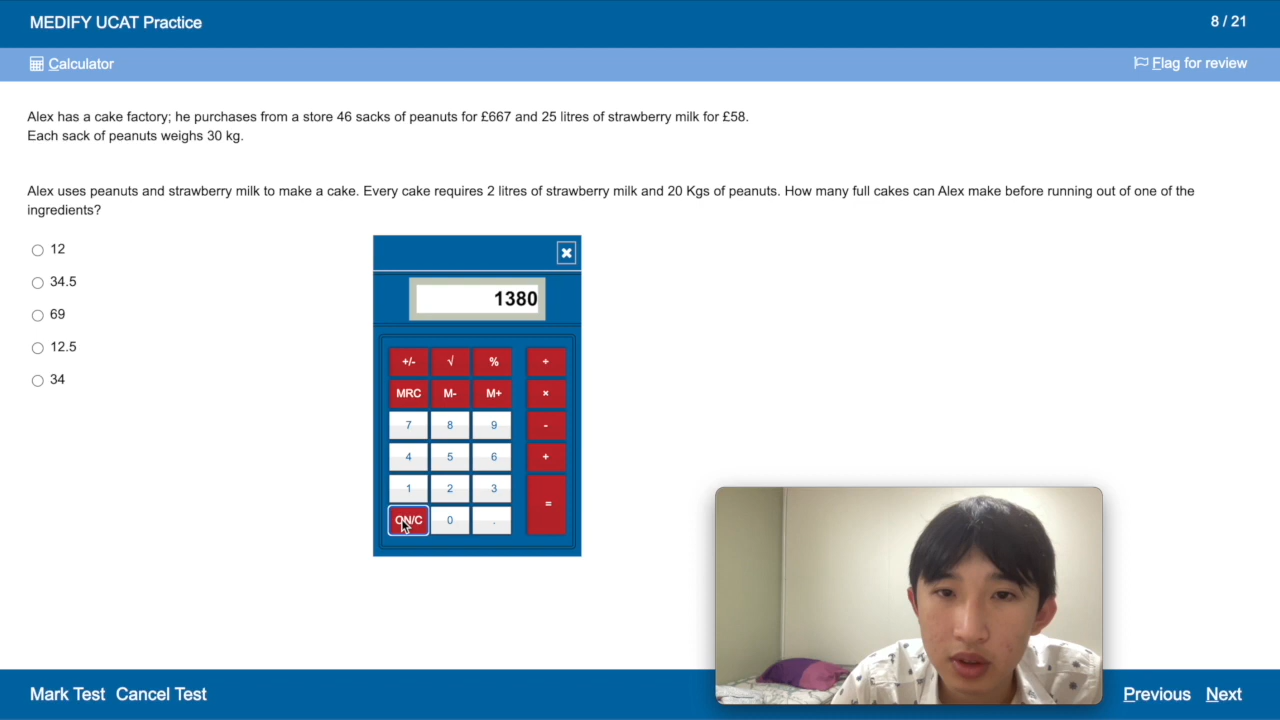 MEDIFY UCAT Practice
8 / 21
Calculator
Flag for review
Alex has a cake factory; he purchases from a store 46 sacks of peanuts for £667 and 25 litres of strawberry milk for £58.
Each sack of peanuts weighs 30 kg.
Alex uses peanuts and strawberry milk to make a cake. Every cake requires 2 litres of strawberry milk and 20 Kgs of peanuts. How many full cakes can Alex make before running out of one of the
ingredients?
12
34.5
69
12.5
34
1380
+/- √ % ÷
MRC M- M+ ×
7 8 9 -
4 5 6 +
1 2 3 =
ON/C 0 .
Mark Test Cancel Test
Previous Next